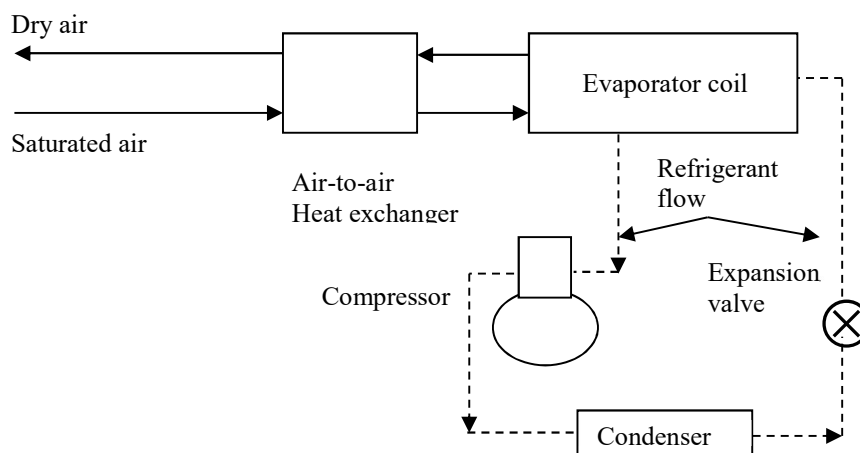 Dry air
Evaporator coil
Saturated air
Air-to-air
Heat exchanger
Refrigerant
flow
Compressor
Expansion
valve
Condenser